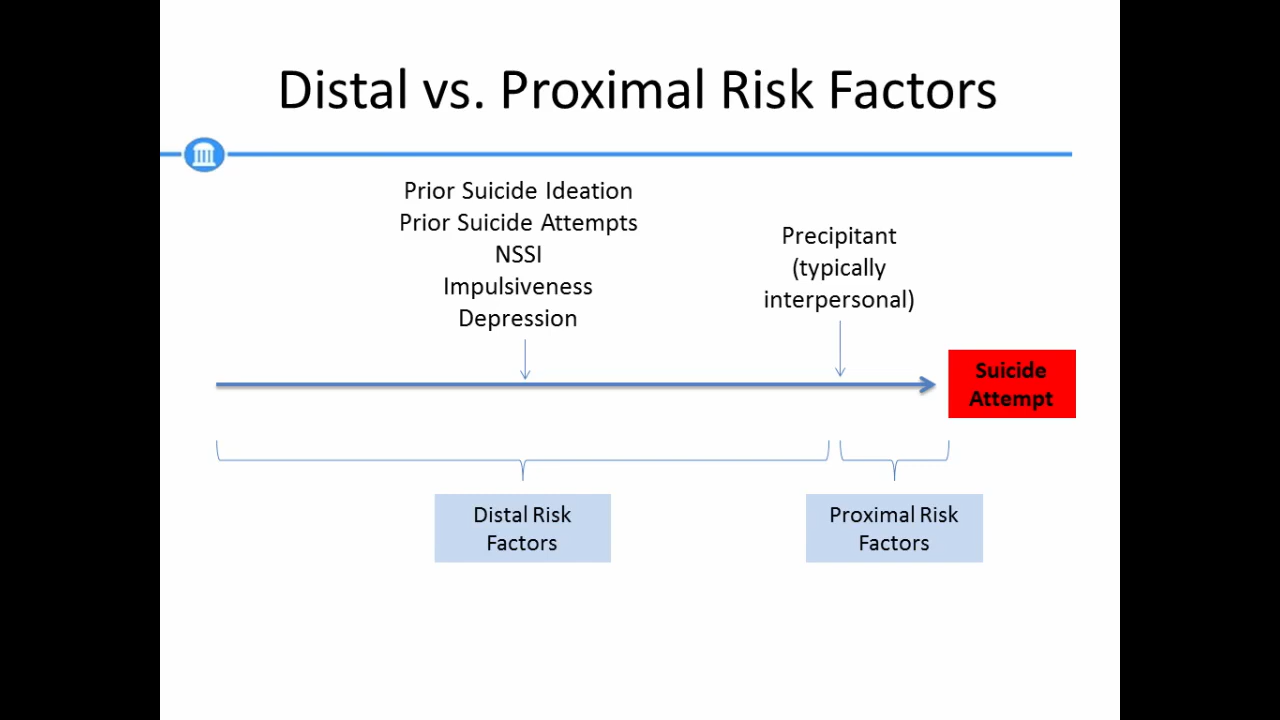 Distal vs. Proximal Risk Factors
Prior Suicide Ideation
Prior Suicide Attempts
NSSI
Impulsiveness
Depression
Precipitant
(typically
interpersonal)
Suicide
Attempt
Distal Risk
Factors
Proximal Risk
Factors